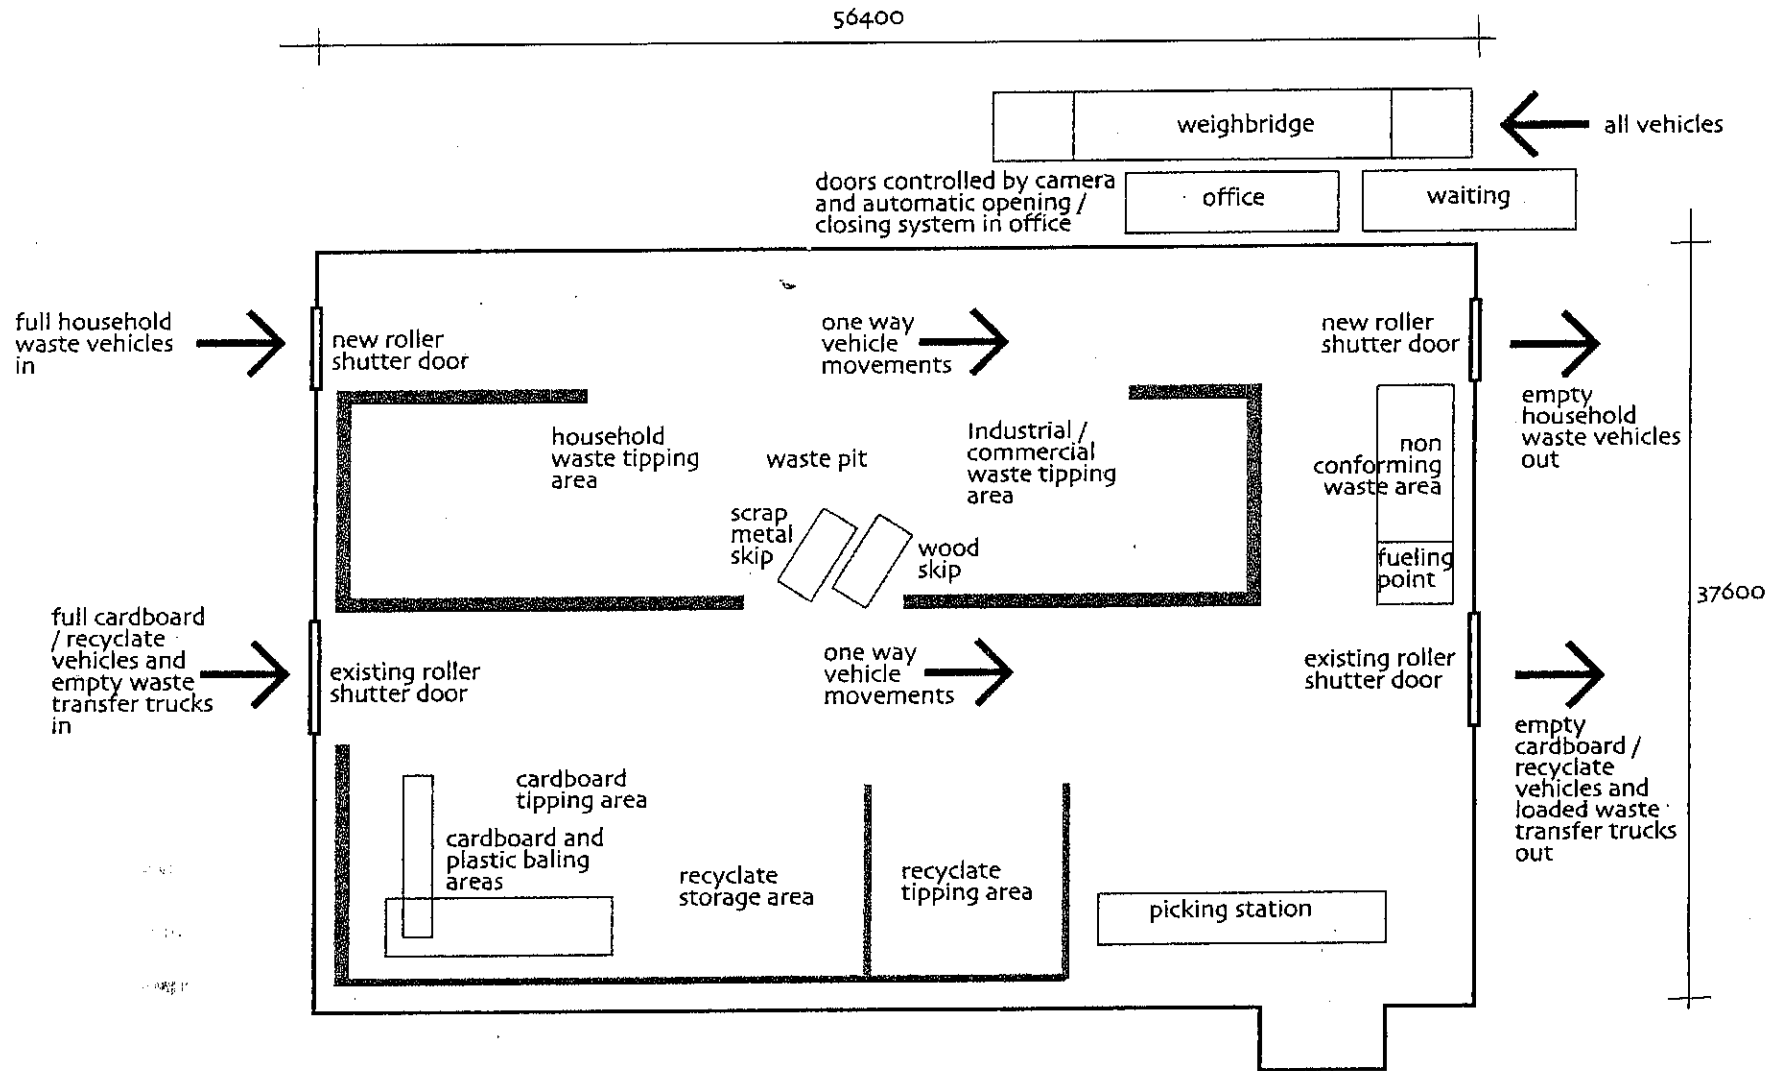 56400
weighbridge
all vehicles
doors controlled by camera
and automatic opening /
closing system in office
office
waiting
full household
waste vehicles
in
new roller
shutter door
one way
vehicle
movements
new roller
shutter door
empty
household
waste vehicles
out
household
waste tipping
area
waste pit
Industrial /
commercial
waste tipping
area
non
conforming
waste area
scrap
metal
skip
wood
skip
fueling
point
37600
full cardboard
/ recyclate
vehicles and
empty waste
transfer trucks
in
existing roller
shutter door
one way
vehicle
movements
existing roller
shutter door
empty
cardboard /
recyclate
vehicles and
loaded waste
transfer trucks
out
cardboard
tipping area
cardboard and
plastic baling
areas
recyclate
storage area
recyclate
tipping area
picking station